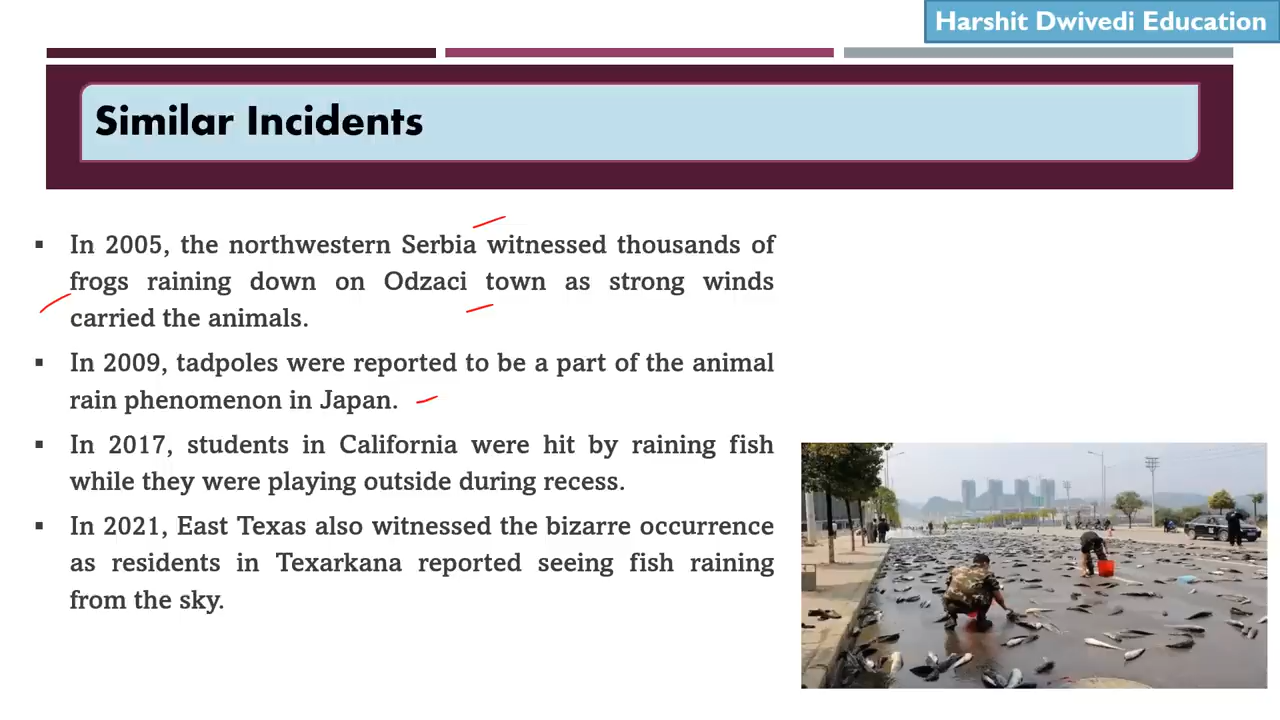 Harshit Dwivedi Education
Similar Incidents
▪ In 2005, the northwestern Serbia witnessed thousands of
frogs raining down on Odzaci town as strong winds
carried the animals.
▪ In 2009, tadpoles were reported to be a part of the animal
rain phenomenon in Japan.
▪ In 2017, students in California were hit by raining fish
while they were playing outside during recess.
▪ In 2021, East Texas also witnessed the bizarre occurrence
as residents in Texarkana reported seeing fish raining
from the sky.